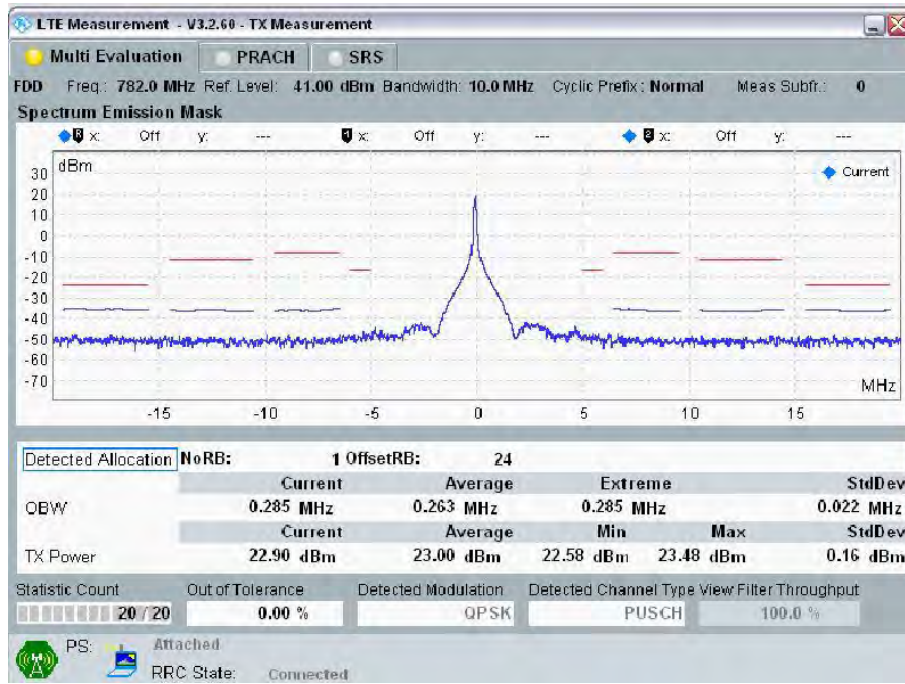 LTE Measurement - V3.2.60 - TX Measurement
Multi Evaluation PRACH SRS
FDD Freq.: 782.0 MHz Ref. Level: 41.00 dBm Bandwidth: 10.0 MHz Cyclic Prefix: Normal Meas Subfr.: 0
Spectrum Emission Mask
R x: Off y: --- 1 x: Off y: --- 2 x: Off y: ---
dBm
Current
30
20
10
0
-10
-20
-30
-40
-50
-60
-70
MHz
-15 -10 -5 0 5 10 15
Detected Allocation NoRB: 1 OffsetRB: 24
Current Average Extreme StdDev
OBW 0.285 MHz 0.263 MHz 0.285 MHz 0.022 MHz
Current Average Min Max StdDev
TX Power 22.90 dBm 23.00 dBm 22.58 dBm 23.48 dBm 0.16 dBm
Statistic Count Out of Tolerance Detected Modulation Detected Channel Type View Filter Throughput
20 / 20 0.00 % QPSK PUSCH 100.0 %
PS: Attached
RRC State: Connected